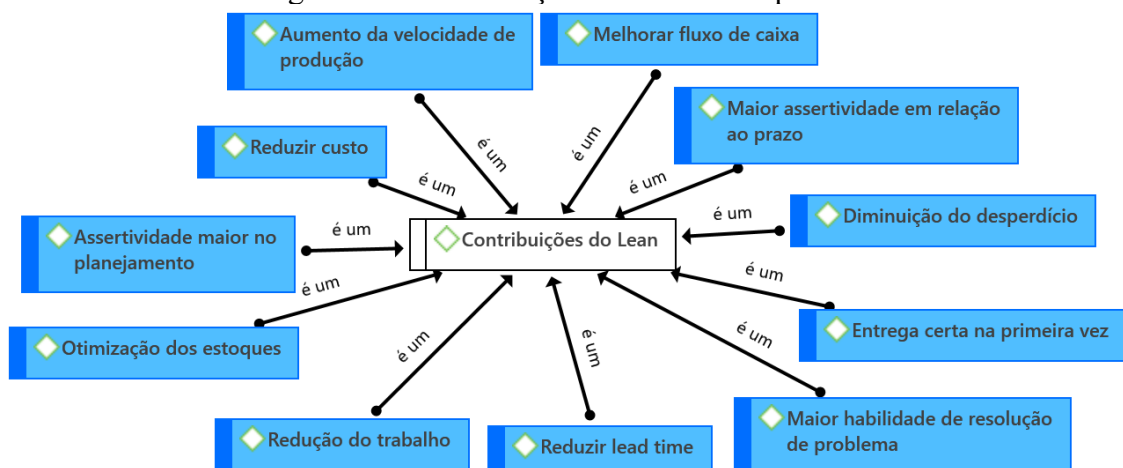 Aumento da velocidade de
produção
Melhorar fluxo de caixa
Maior assertividade em relação
ao prazo
Reduzir custo
é um
é um
é um
é um
Assertividade maior no
planejamento
é um
Contribuições do Lean
é um
Diminuição do desperdício
é um
é um
Otimização dos estoques
é um
é um
é um
Entrega certa na primeira vez
Redução do trabalho
Reduzir lead time
Maior habilidade de resolução
de problema